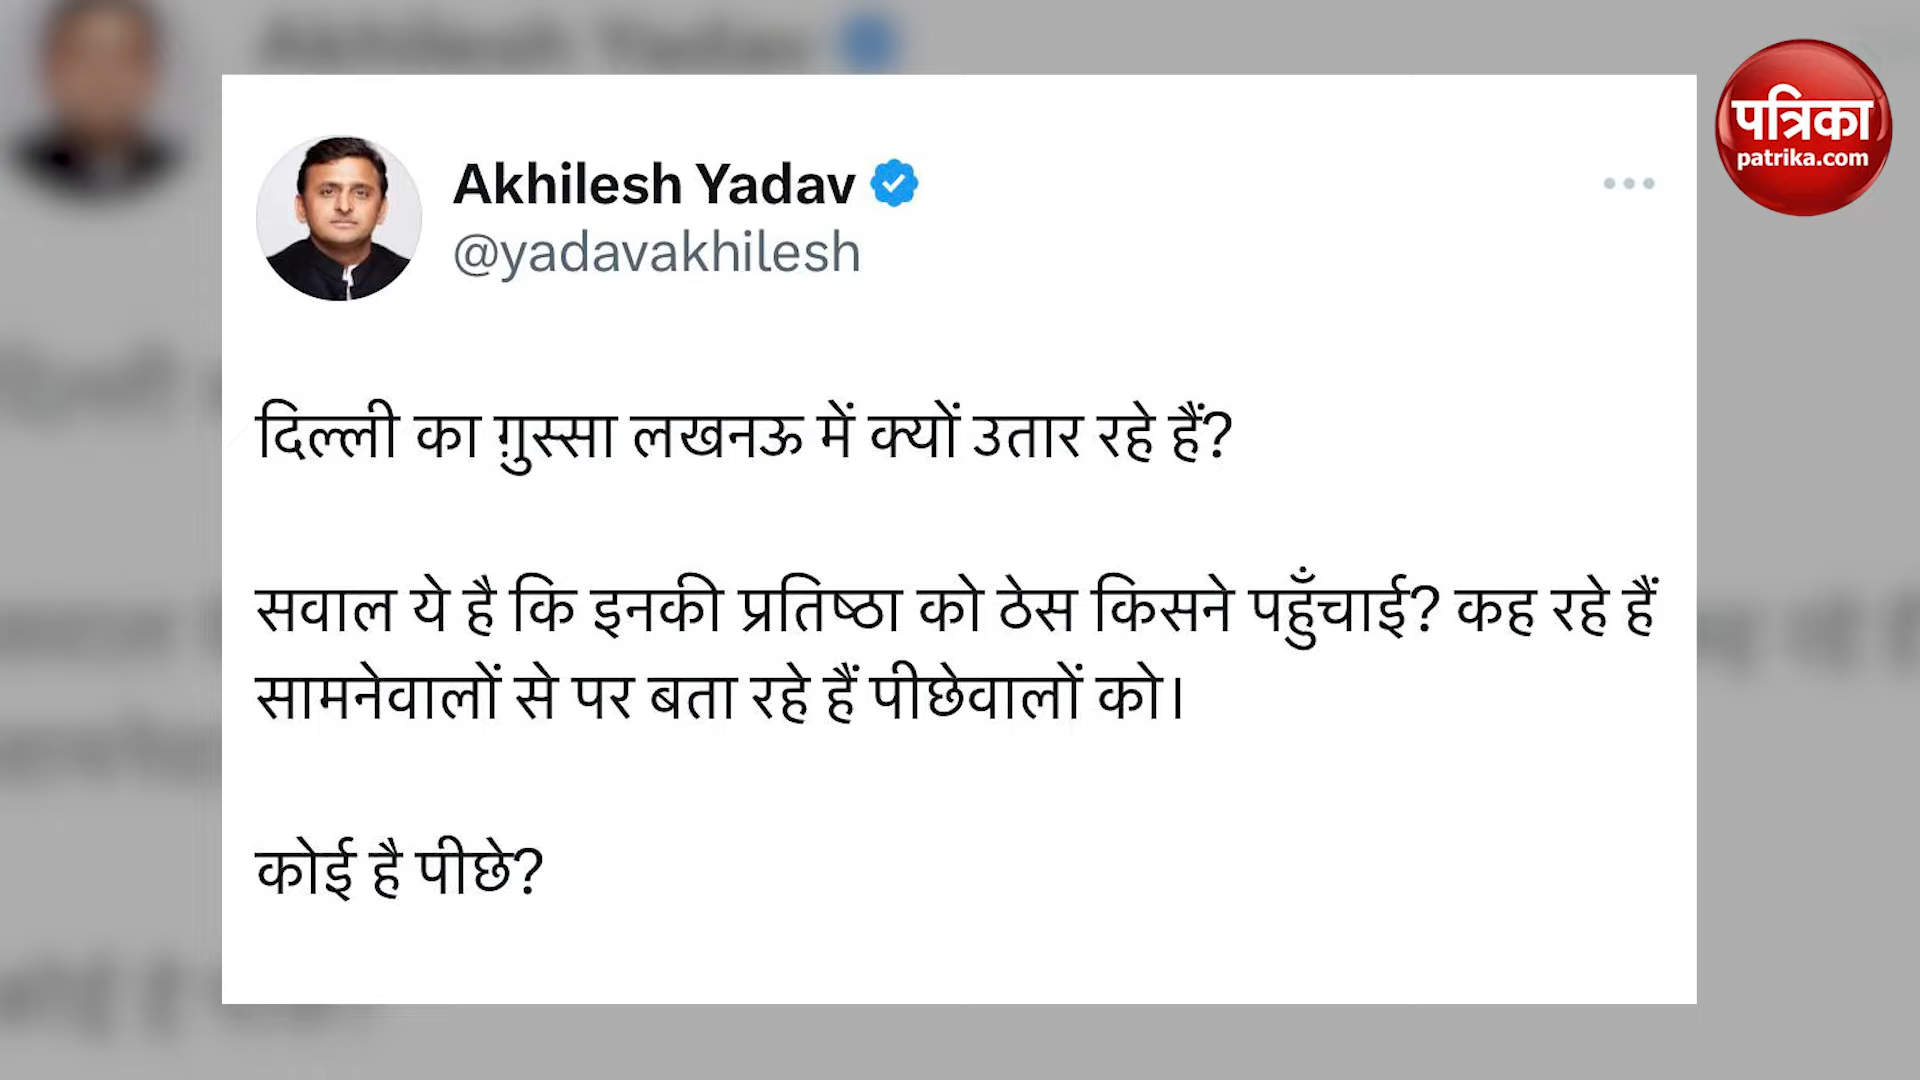 Akhilesh Yadav
@yadavakhilesh
पत्रिका
patrika.com
दिल्ली का ग़ुस्सा लखनऊ में क्यों उतार रहे हैं?
सवाल ये है कि इनकी प्रतिष्ठा को ठेस किसने पहुँचाई? कह रहे हैं
सामनेवालों से पर बता रहे हैं पीछेवालों को।
कोई है पीछे?